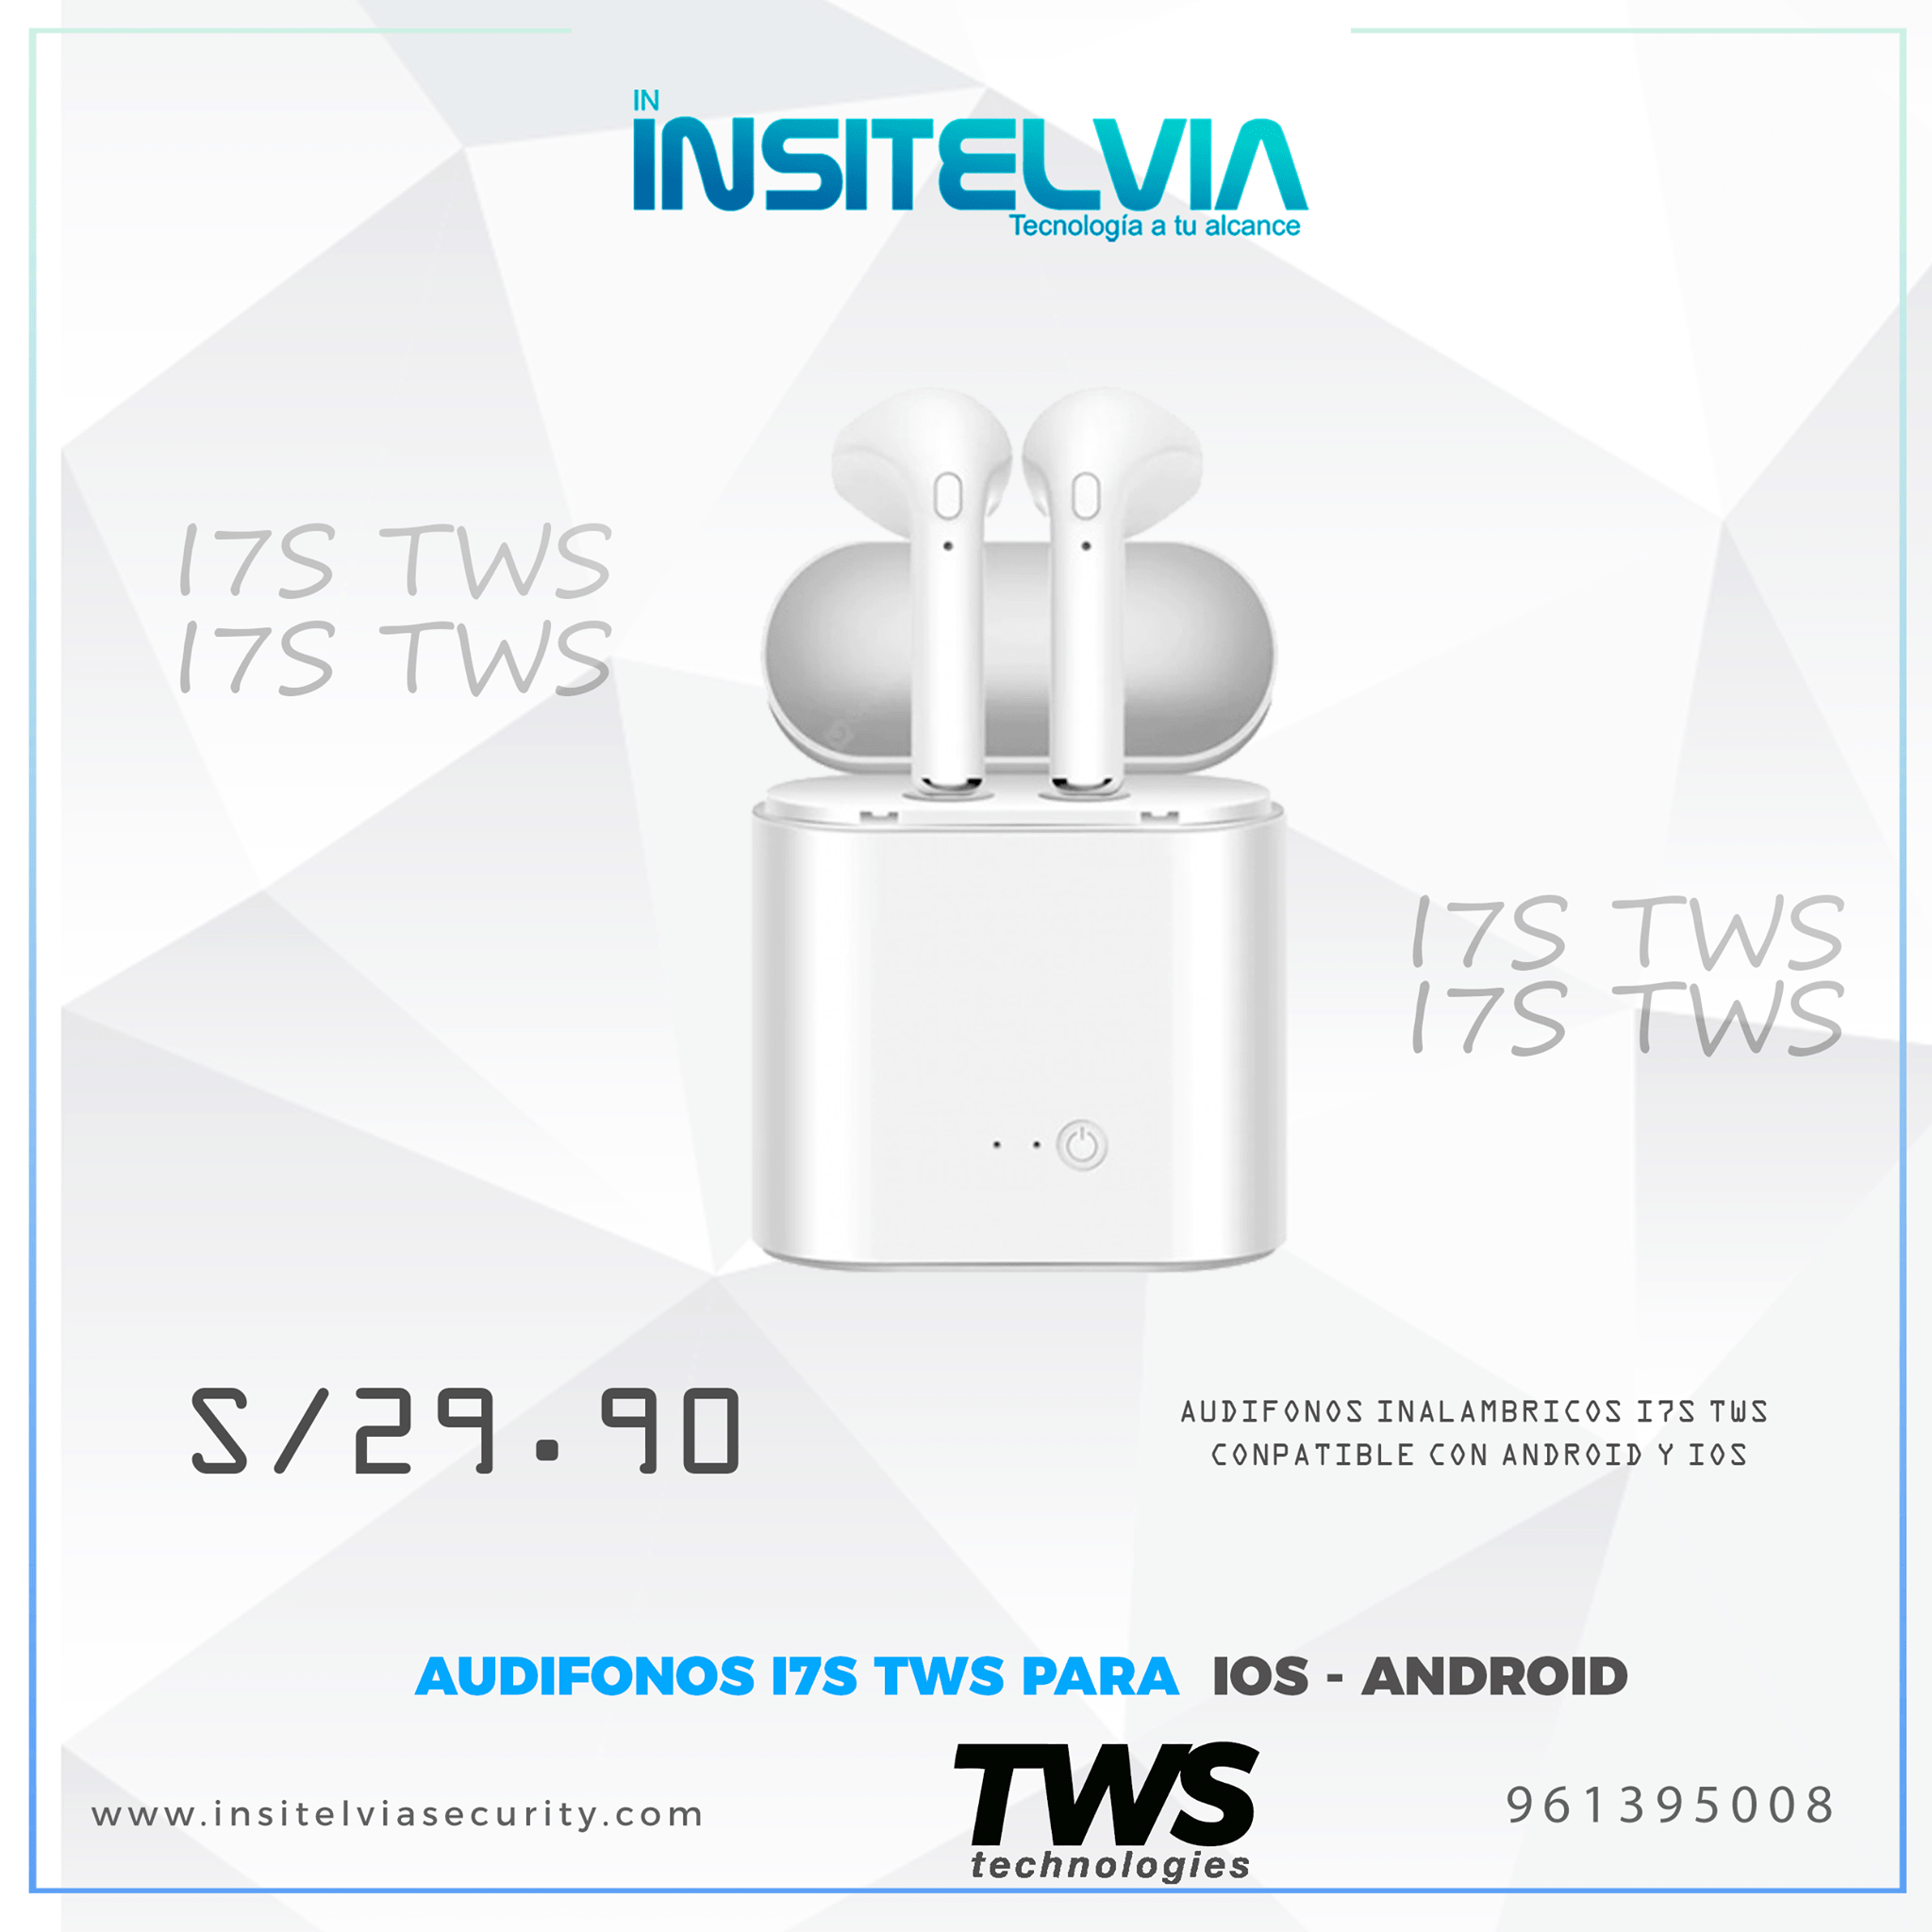 IN
INSITELVIA
Tecnología a tu alcance
I7S TWS
I7S TWS
I7S TWS
I7S TWS
S/29.90
AUDIFONOS INALAMBRICOS I7S TWS
CONPATIBLE CON ANDROID Y IOS
AUDIFONOS I7S TWS PARA IOS - ANDROID
www.insitelviasecurity.com
TWS
technologies
961395008